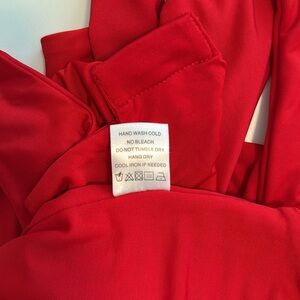 HAND WASH COLD
NO BLEACH
DO NOT TUMBLE DRY
HANG DRY
COOL IRON IF NEEDED